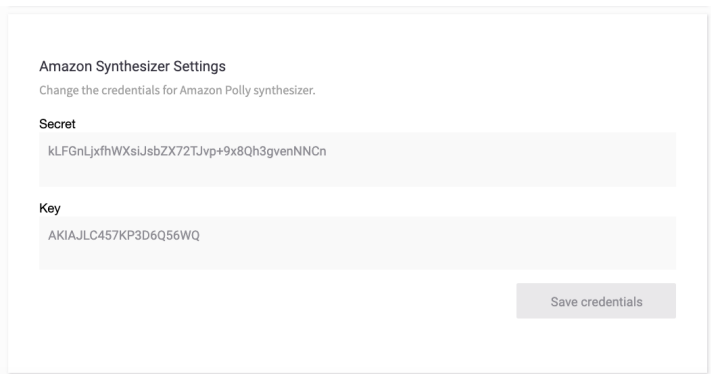 Amazon Synthesizer Settings
Change the credentials for Amazon Polly synthesizer.
Secret
kLFGnLjxfhWXsiJsbZX72TJvp+9x8Qh3gvenNNCn
Key
AKIAJLC457KP3D6Q56WQ
Save credentials